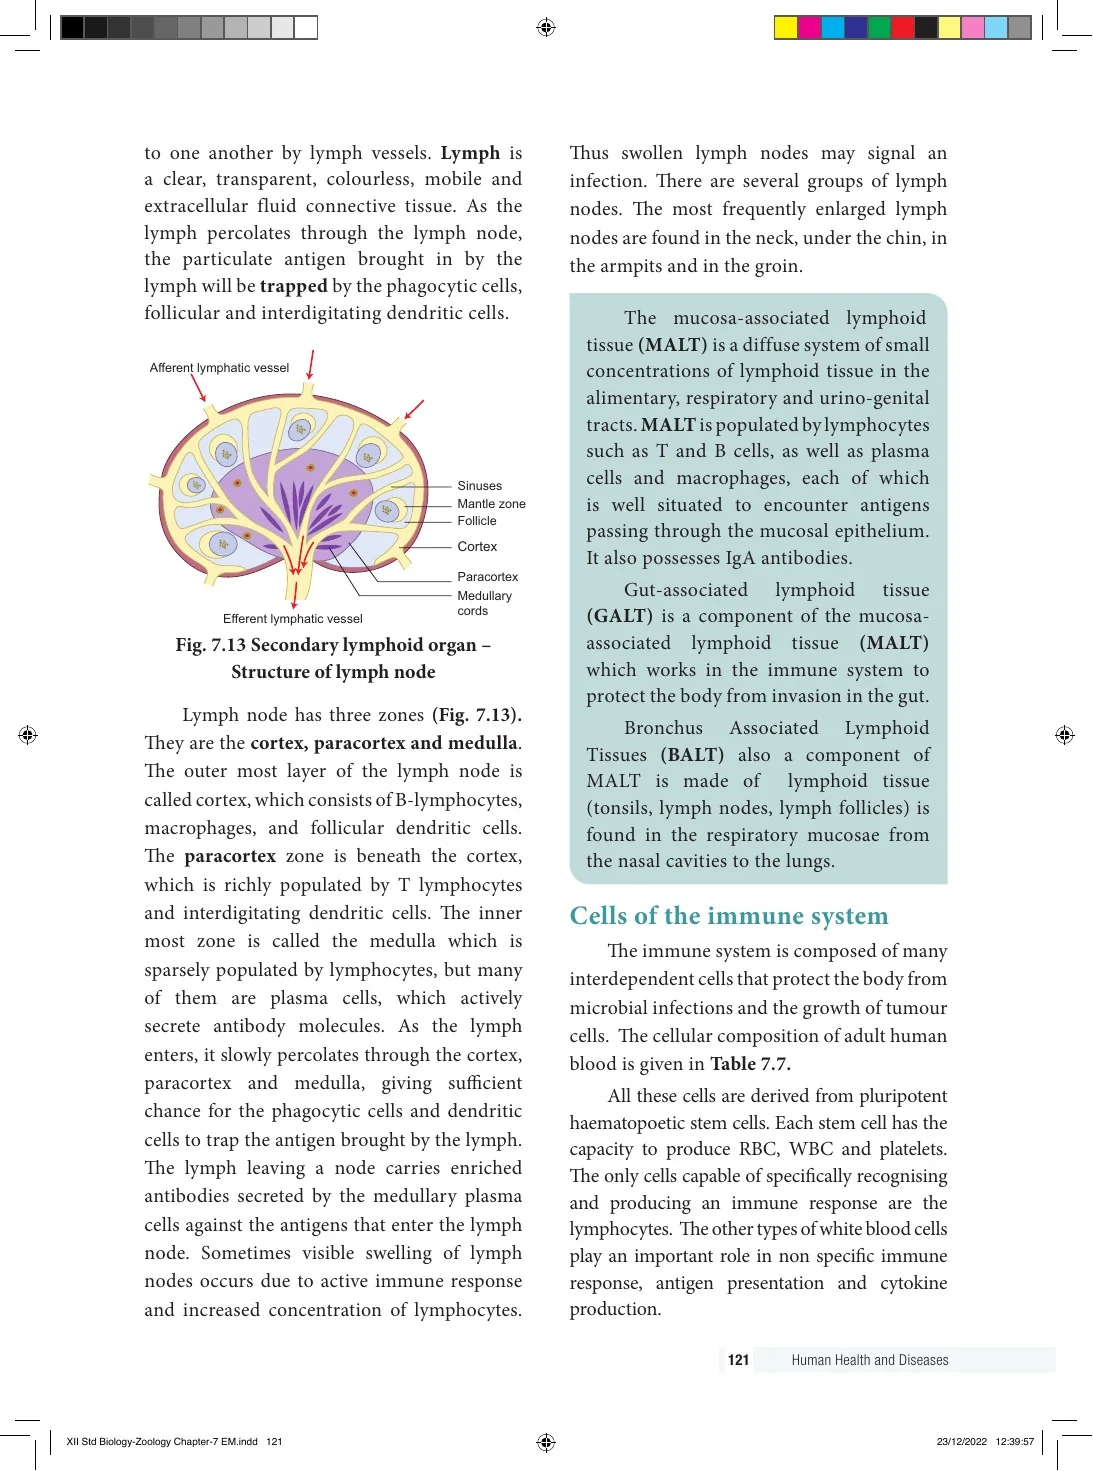 to one another by lymph vessels. Lymph is
a clear, transparent, colourless, mobile and
extracellular fluid connective tissue. As the
lymph percolates through the lymph node,
the particulate antigen brought in by the
lymph will be trapped by the phagocytic cells,
follicular and interdigitating dendritic cells.
Afferent lymphatic vessel
Sinuses
Mantle zone
Follicle
Cortex
Paracortex
Medullary
cords
Efferent lymphatic vessel
Fig. 7.13 Secondary lymphoid organ –
Structure of lymph node
Lymph node has three zones (Fig. 7.13).
They are the cortex, paracortex and medulla.
The outer most layer of the lymph node is
called cortex, which consists of B-lymphocytes,
macrophages, and follicular dendritic cells.
The paracortex zone is beneath the cortex,
which is richly populated by T lymphocytes
and interdigitating dendritic cells. The inner
most zone is called the medulla which is
sparsely populated by lymphocytes, but many
of them are plasma cells, which actively
secrete antibody molecules. As the lymph
enters, it slowly percolates through the cortex,
paracortex and medulla, giving sufficient
chance for the phagocytic cells and dendritic
cells to trap the antigen brought by the lymph.
The lymph leaving a node carries enriched
antibodies secreted by the medullary plasma
cells against the antigens that enter the lymph
node. Sometimes visible swelling of lymph
nodes occurs due to active immune response
and increased concentration of lymphocytes.
Thus swollen lymph nodes may signal an
infection. There are several groups of lymph
nodes. The most frequently enlarged lymph
nodes are found in the neck, under the chin, in
the armpits and in the groin.
The mucosa-associated lymphoid
tissue (MALT) is a diffuse system of small
concentrations of lymphoid tissue in the
alimentary, respiratory and urino-genital
tracts. MALT is populated by lymphocytes
such as T and B cells, as well as plasma
cells and macrophages, each of which
is well situated to encounter antigens
passing through the mucosal epithelium.
It also possesses IgA antibodies.
Gut-associated lymphoid tissue
(GALT) is a component of the mucosa-
associated lymphoid tissue (MALT)
which works in the immune system to
protect the body from invasion in the gut.
Bronchus Associated Lymphoid
Tissues (BALT) also a component of
MALT is made of lymphoid tissue
(tonsils, lymph nodes, lymph follicles) is
found in the respiratory mucosae from
the nasal cavities to the lungs.
Cells of the immune system
The immune system is composed of many
interdependent cells that protect the body from
microbial infections and the growth of tumour
cells. The cellular composition of adult human
blood is given in Table 7.7.
All these cells are derived from pluripotent
haematopoetic stem cells. Each stem cell has the
capacity to produce RBC, WBC and platelets.
The only cells capable of specifically recognising
and producing an immune response are the
lymphocytes. The other types of white blood cells
play an important role in non specific immune
response, antigen presentation and cytokine
production.
121 Human Health and Diseases
XII Std Biology-Zoology Chapter-7 EM.indd 121
23/12/2022 12:39:57